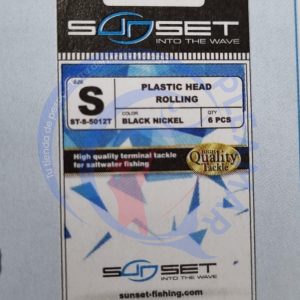 SUNSET
INTO THE WAVE
SIZE
S
ST-S-5012T
PLASTIC HEAD
ROLLING
COLOR
BLACK NICKEL
QTY
6 PCS
High quality terminal tackle
for saltwater fishing
High
Quality
Tackle
SUNSET
INTO THE WAVE
sunset-fishing.com